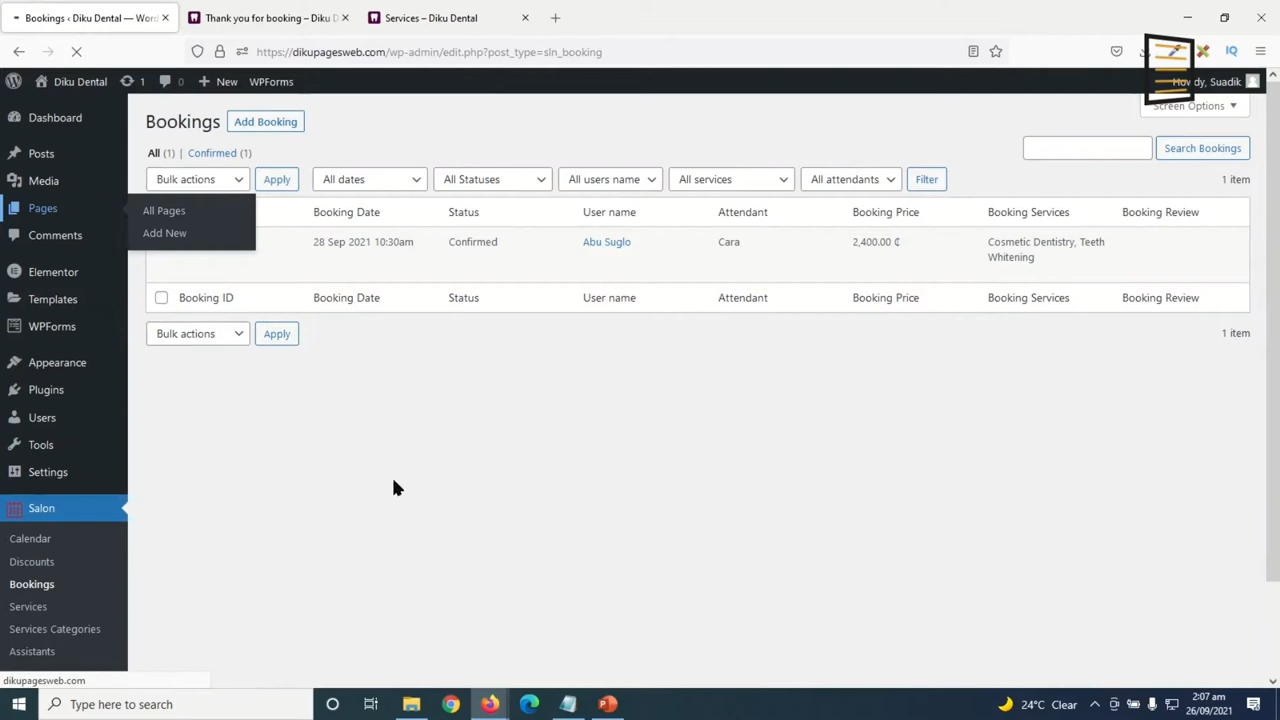 Bookings ‹ Diku Dental — Wor
Thank you for booking – Diku D
Services – Diku Dental
https://dikupagesweb.com/wp-admin/edit.php?post_type=sln_booking
IQ
Diku Dental
1
0
New
WPForms
dy, Suadik
Dashboard
Posts
Media
Pages
All Pages
Add New
Comments
Elementor
Templates
WPForms
Appearance
Plugins
Users
Tools
Settings
Salon
Calendar
Discounts
Bookings
Services
Services Categories
Assistants
Screen Options
Bookings
Add Booking
All (1) | Confirmed (1)
Search Bookings
Bulk actions Apply All dates All Statuses All users name All services All attendants Filter 1 item
Booking Date Status User name Attendant Booking Price Booking Services Booking Review
28 Sep 2021 10:30am Confirmed Abu Suglo Cara 2,400.00 ₵ Cosmetic Dentistry, Teeth
Whitening
Booking ID Booking Date Status User name Attendant Booking Price Booking Services Booking Review
Bulk actions Apply 1 item
dikupagesweb.com
Type here to search
24°C Clear
2:07 am
26/09/2021